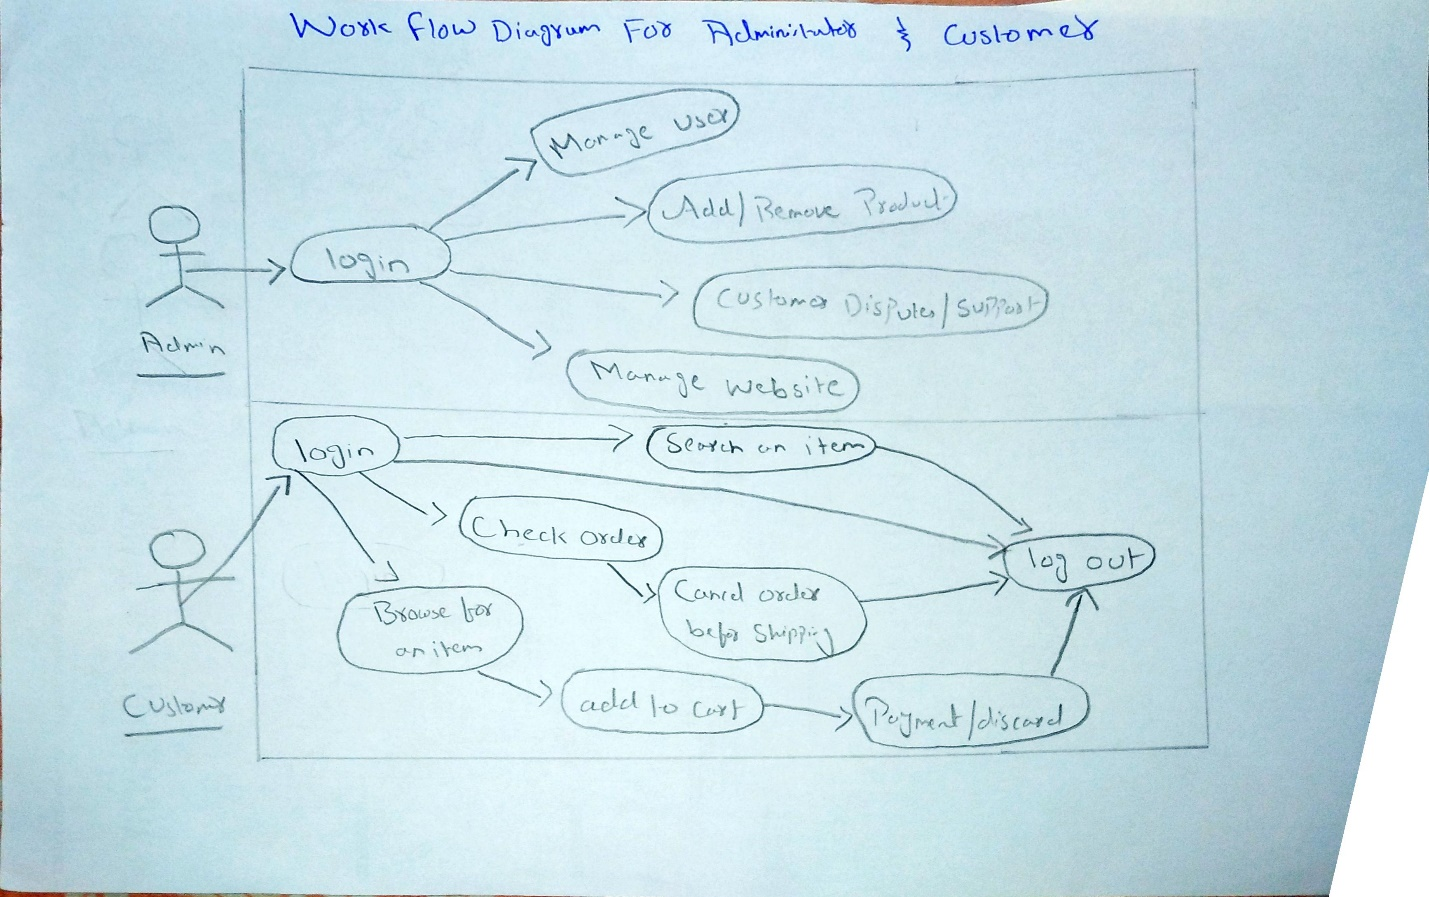 Work Flow Diagram For Administrator & Customer
Manage User
Add/Remove Product
login
Customer Disputes/Support
Admin
Manage Website
login
Search an item
Check order
log out
Browse for
an item
Cancel order
befor Shipping
Customer
add to cart
Payment/discard